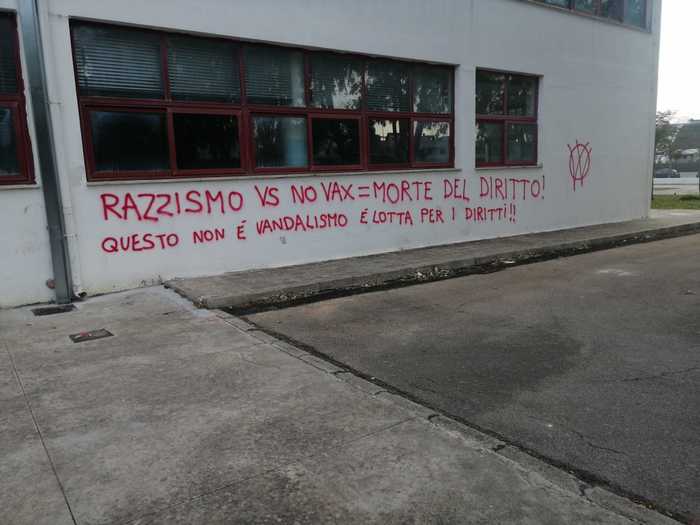 RAZZISMO VS NO VAX = MORTE DEL DIRITTO!
QUESTO NON É VANDALISMO É LOTTA PER I DIRITTI!!